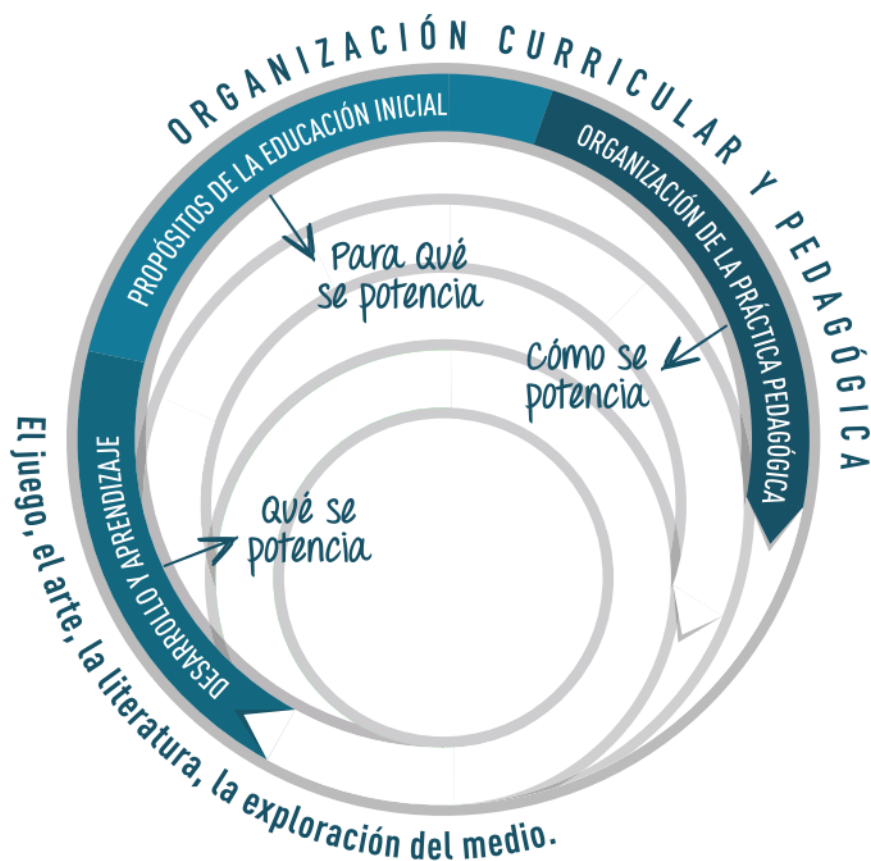 ORGANIZACIÓN CURRICULAR Y PEDAGÓGICA
PROPÓSITOS DE LA EDUCACIÓN INICIAL
ORGANIZACIÓN DE LA PRÁCTICA PEDAGÓGICA
Para Qué
se potencia
Cómo se
potencia
Qué se
potencia
DESARROLLO Y APRENDIZAJE
El juego, el arte, la literatura, la exploración del medio.